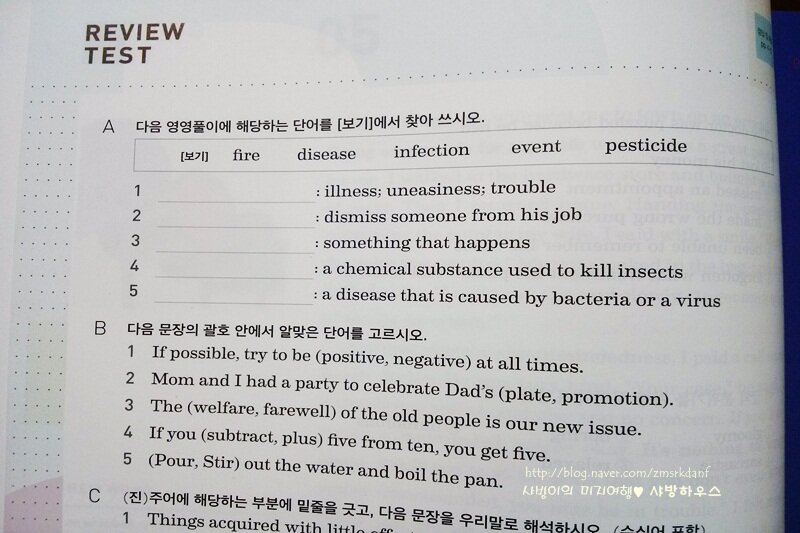 REVIEW
TEST
A 다음 영영풀이에 해당하는 단어를 [보기]에서 찾아 쓰시오.
[보기] fire disease infection event pesticide
1 : illness; uneasiness; trouble
2 : dismiss someone from his job
3 : something that happens
4 : a chemical substance used to kill insects
5 : a disease that is caused by bacteria or a virus
B 다음 문장의 괄호 안에서 알맞은 단어를 고르시오.
1 If possible, try to be (positive, negative) at all times.
2 Mom and I had a party to celebrate Dad's (plate, promotion).
3 The (welfare, farewell) of the old people is our new issue.
4 If you (subtract, plus) five from ten, you get five.
5 (Pour, Stir) out the water and boil the pan.
http://blog.naver.com/zmsrkdanf
샤방이의 미기여행♥ 샤방하우스
C (진)주어에 해당하는 부분에 밑줄을 긋고, 다음 문장을 우리말로 해석하시오. (수식어 포함)
1 Things acquired with little